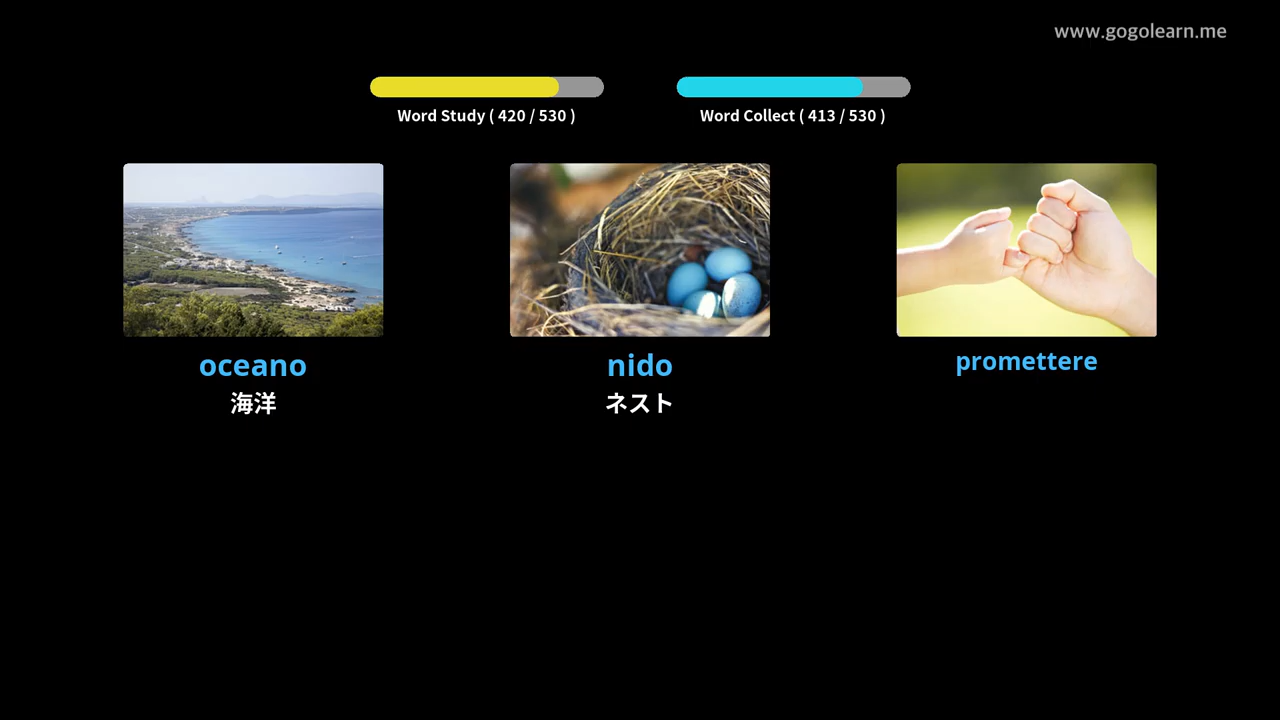 www.gogolearn.me
Word Study ( 420 / 530 )
Word Collect ( 413 / 530 )
oceano
海洋
nido
ネスト
promettere